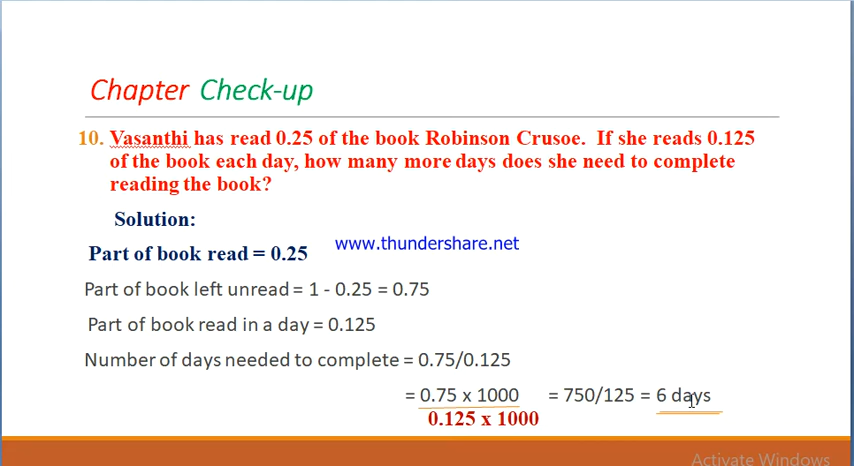 Chapter Check-up
10. Vasanthi has read 0.25 of the book Robinson Crusoe. If she reads 0.125
of the book each day, how many more days does she need to complete
reading the book?
Solution:
www.thundershare.net
Part of book read = 0.25
Part of book left unread = 1 - 0.25 = 0.75
Part of book read in a day = 0.125
Number of days needed to complete = 0.75/0.125
= 0.75 x 1000 = 750/125 = 6 days
0.125 x 1000
Activate Windows